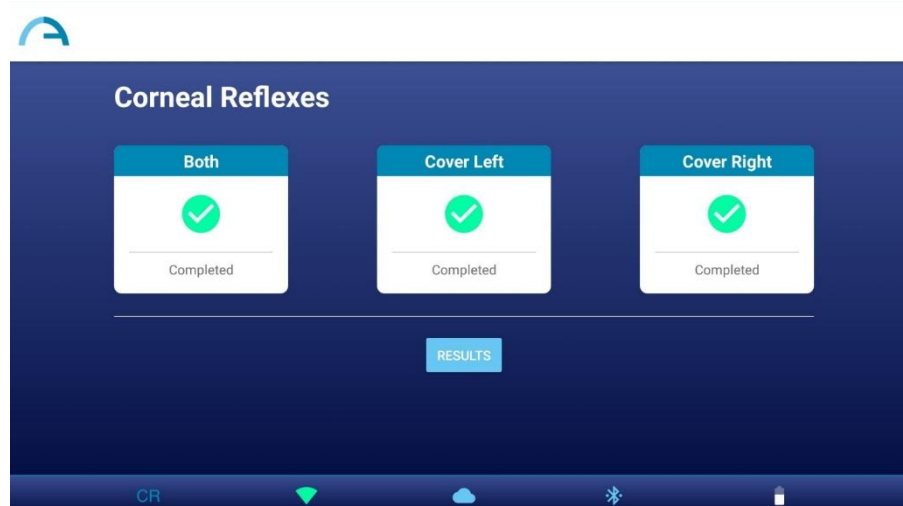 Corneal Reflexes
Both
Cover Left
Cover Right
Completed
Completed
Completed
RESULTS
CR